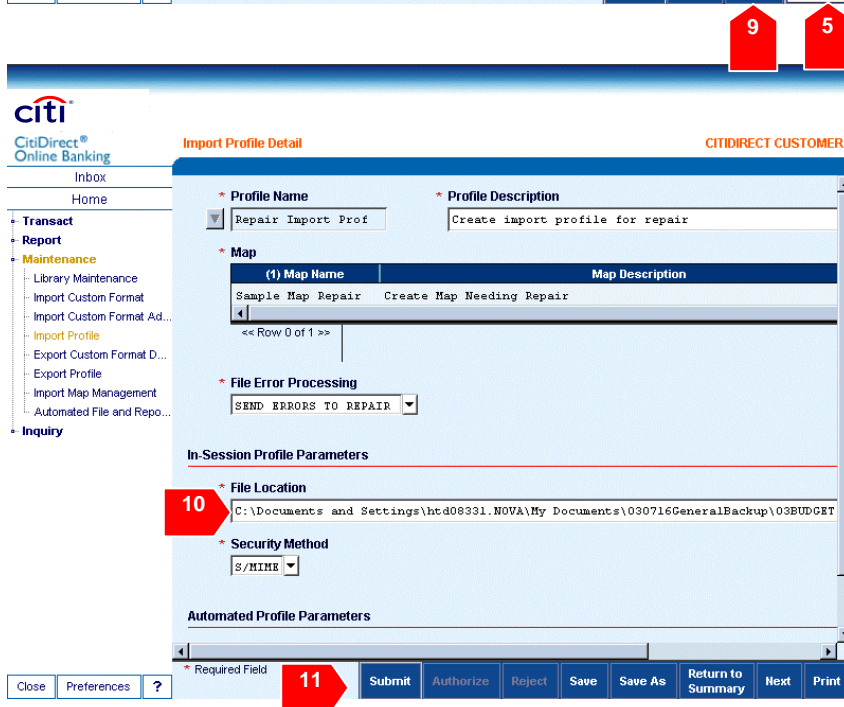 9 5
citi
CitiDirect®
Online Banking
Import Profile Detail
CITIDIRECT CUSTOMER
Inbox
Home
Transact
Report
Maintenance
Library Maintenance
Import Custom Format
Import Custom Format Ad...
Import Profile
Export Custom Format D...
Export Profile
Import Map Management
Automated File and Repo...
Inquiry
* Profile Name * Profile Description
Repair Import Prof Create import profile for repair
* Map
(1) Map Name Map Description
Sample Map Repair Create Map Needing Repair
<< Row 0 of 1 >>
* File Error Processing
SEND ERRORS TO REPAIR
In-Session Profile Parameters
* File Location
10 C:\Documents and Settings\htd08331.NOVA\My Documents\030716GeneralBackup\03BUDGET
* Security Method
S/MIME
Automated Profile Parameters
* Required Field
11
Submit Authorize Reject Save Save As Return to Summary Next Print
Close Preferences ?